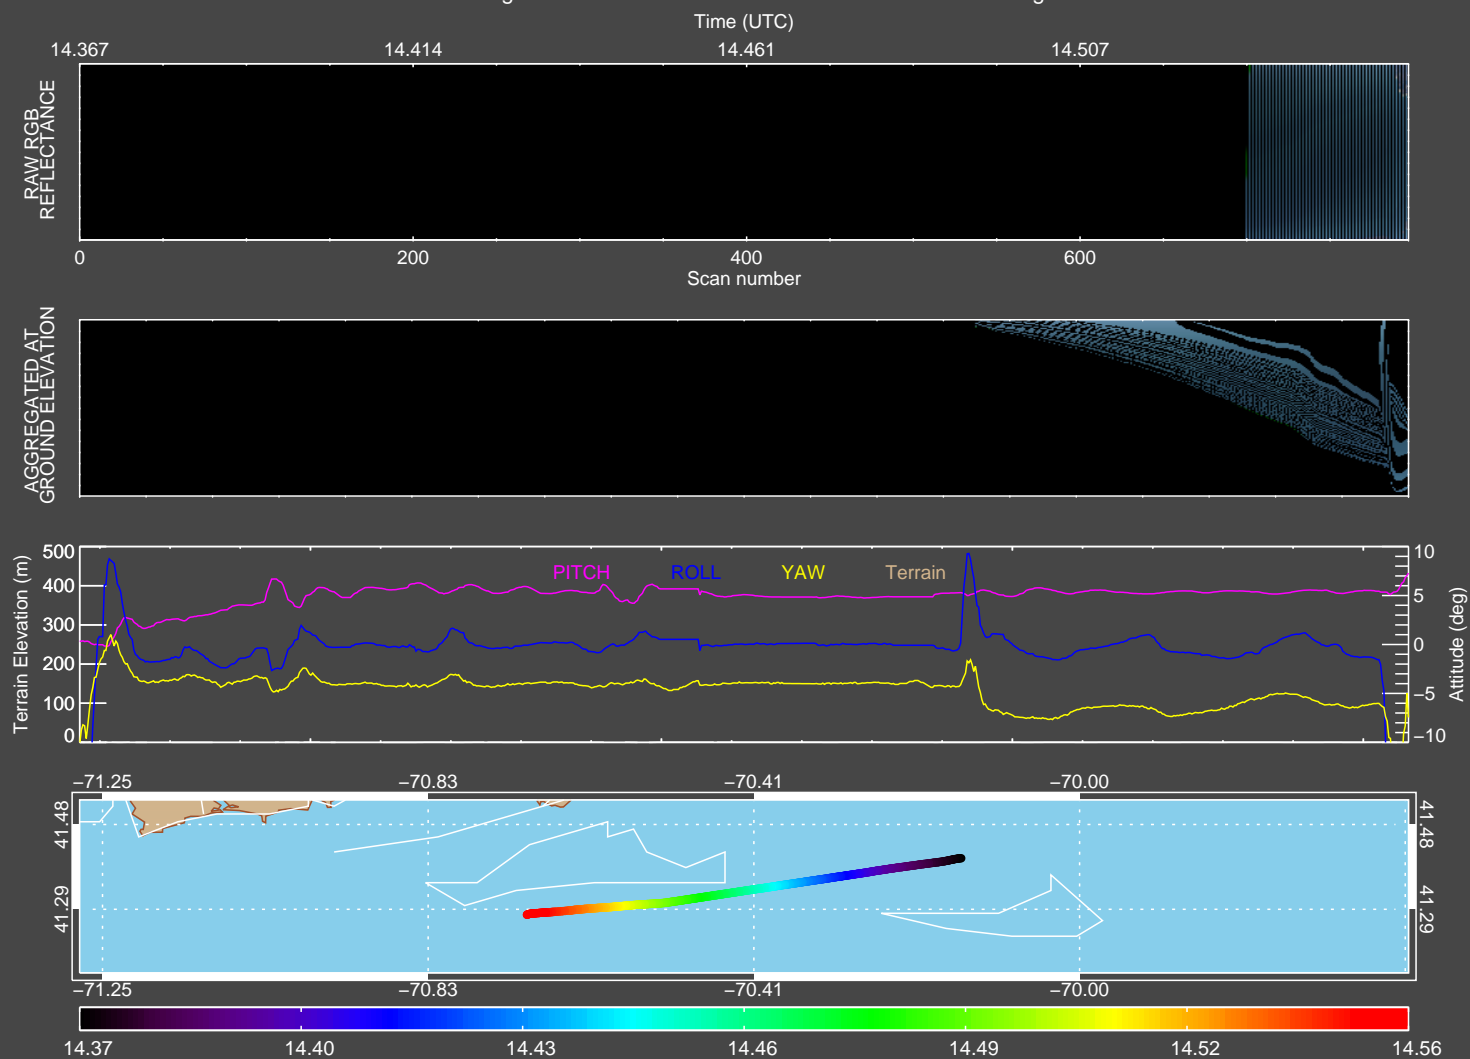 Time (UTC)
14.367 14.414 14.461 14.507
RAW RGB
REFLECTANCE
0 200 400 600
Scan number
AGGREGATED AT
GROUND ELEVATION
Terrain Elevation (m)
500
400
300
200
100
0
PITCH ROLL YAW Terrain
10
5
0
−5
−10
Attitude (deg)
−71.25 −70.83 −70.41 −70.00
41.48
41.29
41.48
41.29
−71.25 −70.83 −70.41 −70.00
14.37 14.40 14.43 14.46 14.49 14.52 14.56